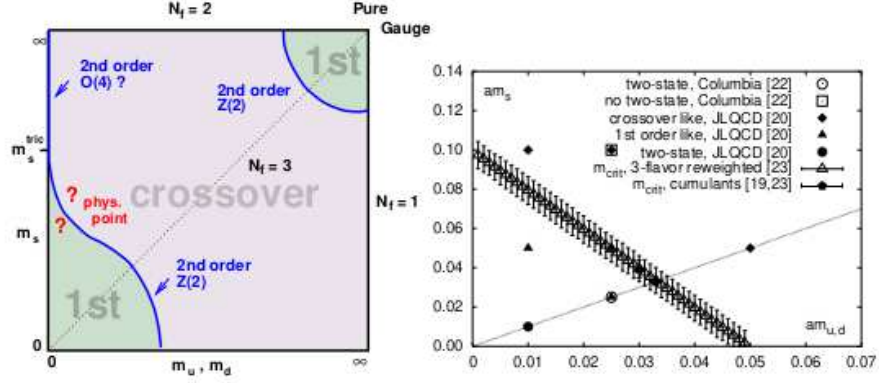 N_f = 2
Pure
Gauge
∞
2nd order
O(4) ?
1st
2nd order
Z(2)
m_s^tric
N_f = 3
?
phys.
crossover
?
point
N_f = 1
m_s
2nd order
Z(2)
1st
0
0
m_u , m_d
∞
0.14
am_s
two-state, Columbia [22]
no two-state, Columbia [22]
0.12
crossover like, JLQCD [20]
1st order like, JLQCD [20]
0.10
two-state, JLQCD [20]
m_crit, 3-flavor reweighted [23]
m_crit, cumulants [19,23]
0.08
0.06
0.04
0.02
am_u,d
0.00
0 0.01 0.02 0.03 0.04 0.05 0.06 0.07